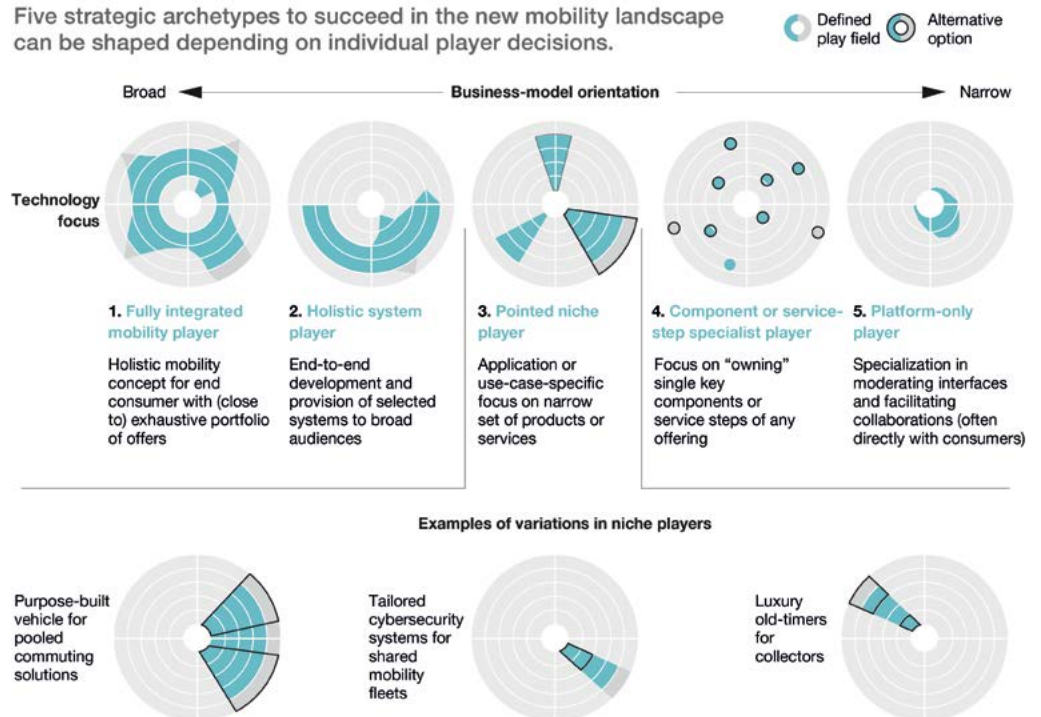 Five strategic archetypes to succeed in the new mobility landscape
can be shaped depending on individual player decisions.
Defined
play field
Alternative
option
Broad
Business-model orientation
Narrow
Technology
focus
1. Fully integrated
mobility player
Holistic mobility
concept for end
consumer with (close
to) exhaustive portfolio
of offers
2. Holistic system
player
End-to-end
development and
provision of selected
systems to broad
audiences
3. Pointed niche
player
Application or
use-case-specific
focus on narrow
set of products or
services
4. Component or service-
step specialist player
Focus on “owning”
single key
components or
service steps of any
offering
5. Platform-only
player
Specialization in
moderating interfaces
and facilitating
collaborations (often
directly with consumers)
Examples of variations in niche players
Purpose-built
vehicle for
pooled
commuting
solutions
Tailored
cybersecurity
systems for
shared
mobility
fleets
Luxury
old-timers
for
collectors